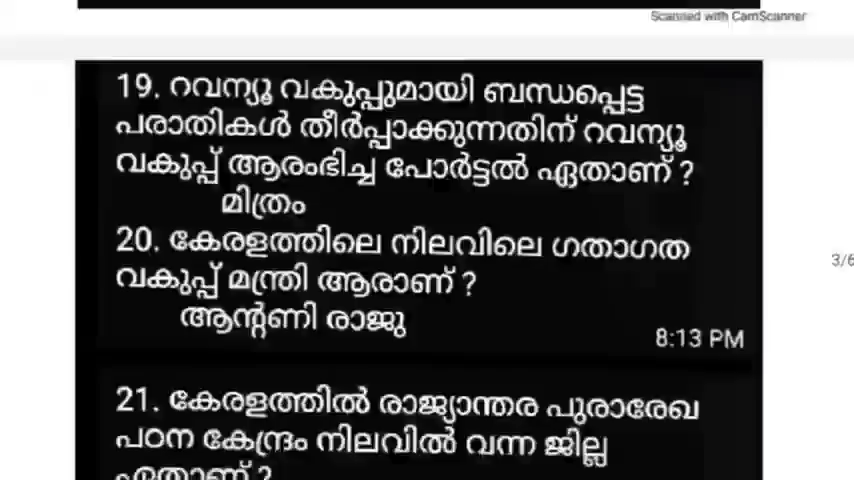 Scanned with CamScanner
19. റവന്യൂ വകുപ്പുമായി ബന്ധപ്പെട്ട
പരാതികൾ തീർപ്പാക്കുന്നതിന് റവന്യൂ
വകുപ്പ് ആരംഭിച്ച പോർട്ടൽ ഏതാണ് ?
മിത്രം
20. കേരളത്തിലെ നിലവിലെ ഗതാഗത
വകുപ്പ് മന്ത്രി ആരാണ് ?
ആന്റണി രാജു
8:13 PM
3/6
21. കേരളത്തിൽ രാജ്യാന്തര പുരാരേഖ
പഠന കേന്ദ്രം നിലവിൽ വന്ന ജില്ല
ഏതാണ് ?